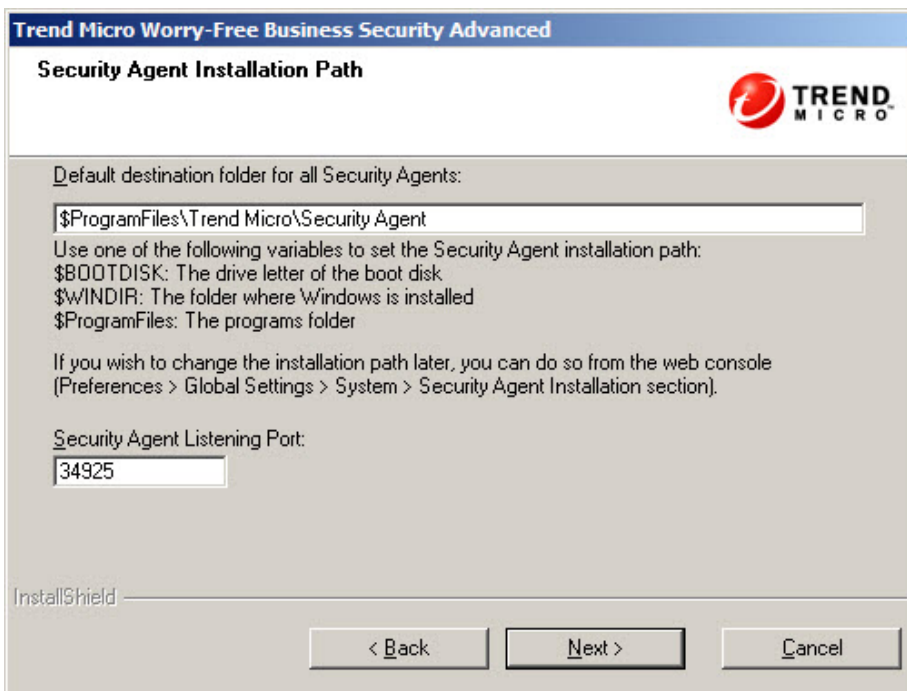 Trend Micro Worry-Free Business Security Advanced
Security Agent Installation Path
TREND
MICRO
Default destination folder for all Security Agents:
$ProgramFiles\Trend Micro\Security Agent
Use one of the following variables to set the Security Agent installation path:
$BOOTDISK: The drive letter of the boot disk
$WINDIR: The folder where Windows is installed
$ProgramFiles: The programs folder
If you wish to change the installation path later, you can do so from the web console
(Preferences > Global Settings > System > Security Agent Installation section).
Security Agent Listening Port:
34925
InstallShield
< Back
Next >
Cancel